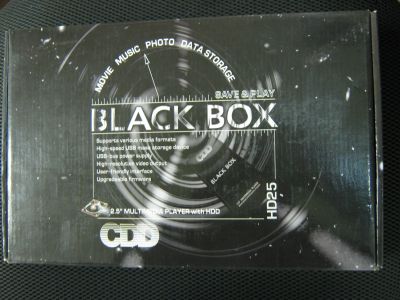 MOVIE MUSIC PHOTO DATA STORAGE
SAVE & PLAY
BLACK BOX
Supports various media formats
High-speed USB mass storage device
USB-bus power supply
High-resolution video output
User-friendly interface
Upgradeable firmware
BLACK BOX
HD25
2.5" MULTIMEDIA PLAYER with HDD
CDD